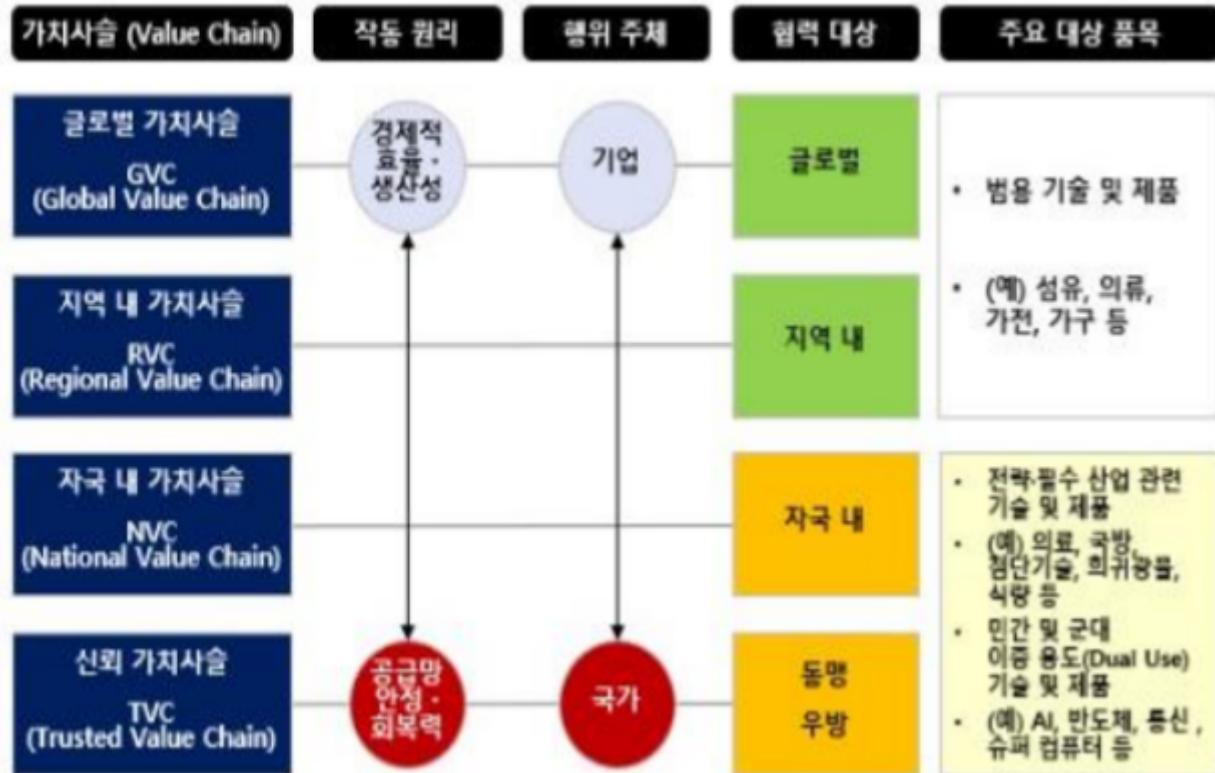 가치사슬 (Value Chain)
작동 원리
행위 주체
협력 대상
주요 대상 품목
글로벌 가치사슬
GVC
(Global Value Chain)
경제적
효율·
생산성
기업
글로벌
• 범용 기술 및 제품
• (예) 섬유, 의류,
가전, 가구 등
지역 내 가치사슬
RVC
(Regional Value Chain)
지역 내
자국 내 가치사슬
NVC
(National Value Chain)
자국 내
• 전략·필수 산업 관련
기술 및 제품
• (예) 의료, 국방,
첨단기술, 희귀광물,
식량 등
• 민간 및 군대
이중 용도(Dual Use)
기술 및 제품
• (예) AI, 반도체, 통신,
슈퍼 컴퓨터 등
신뢰 가치사슬
TVC
(Trusted Value Chain)
공급망
안정·
회복력
국가
동맹
우방